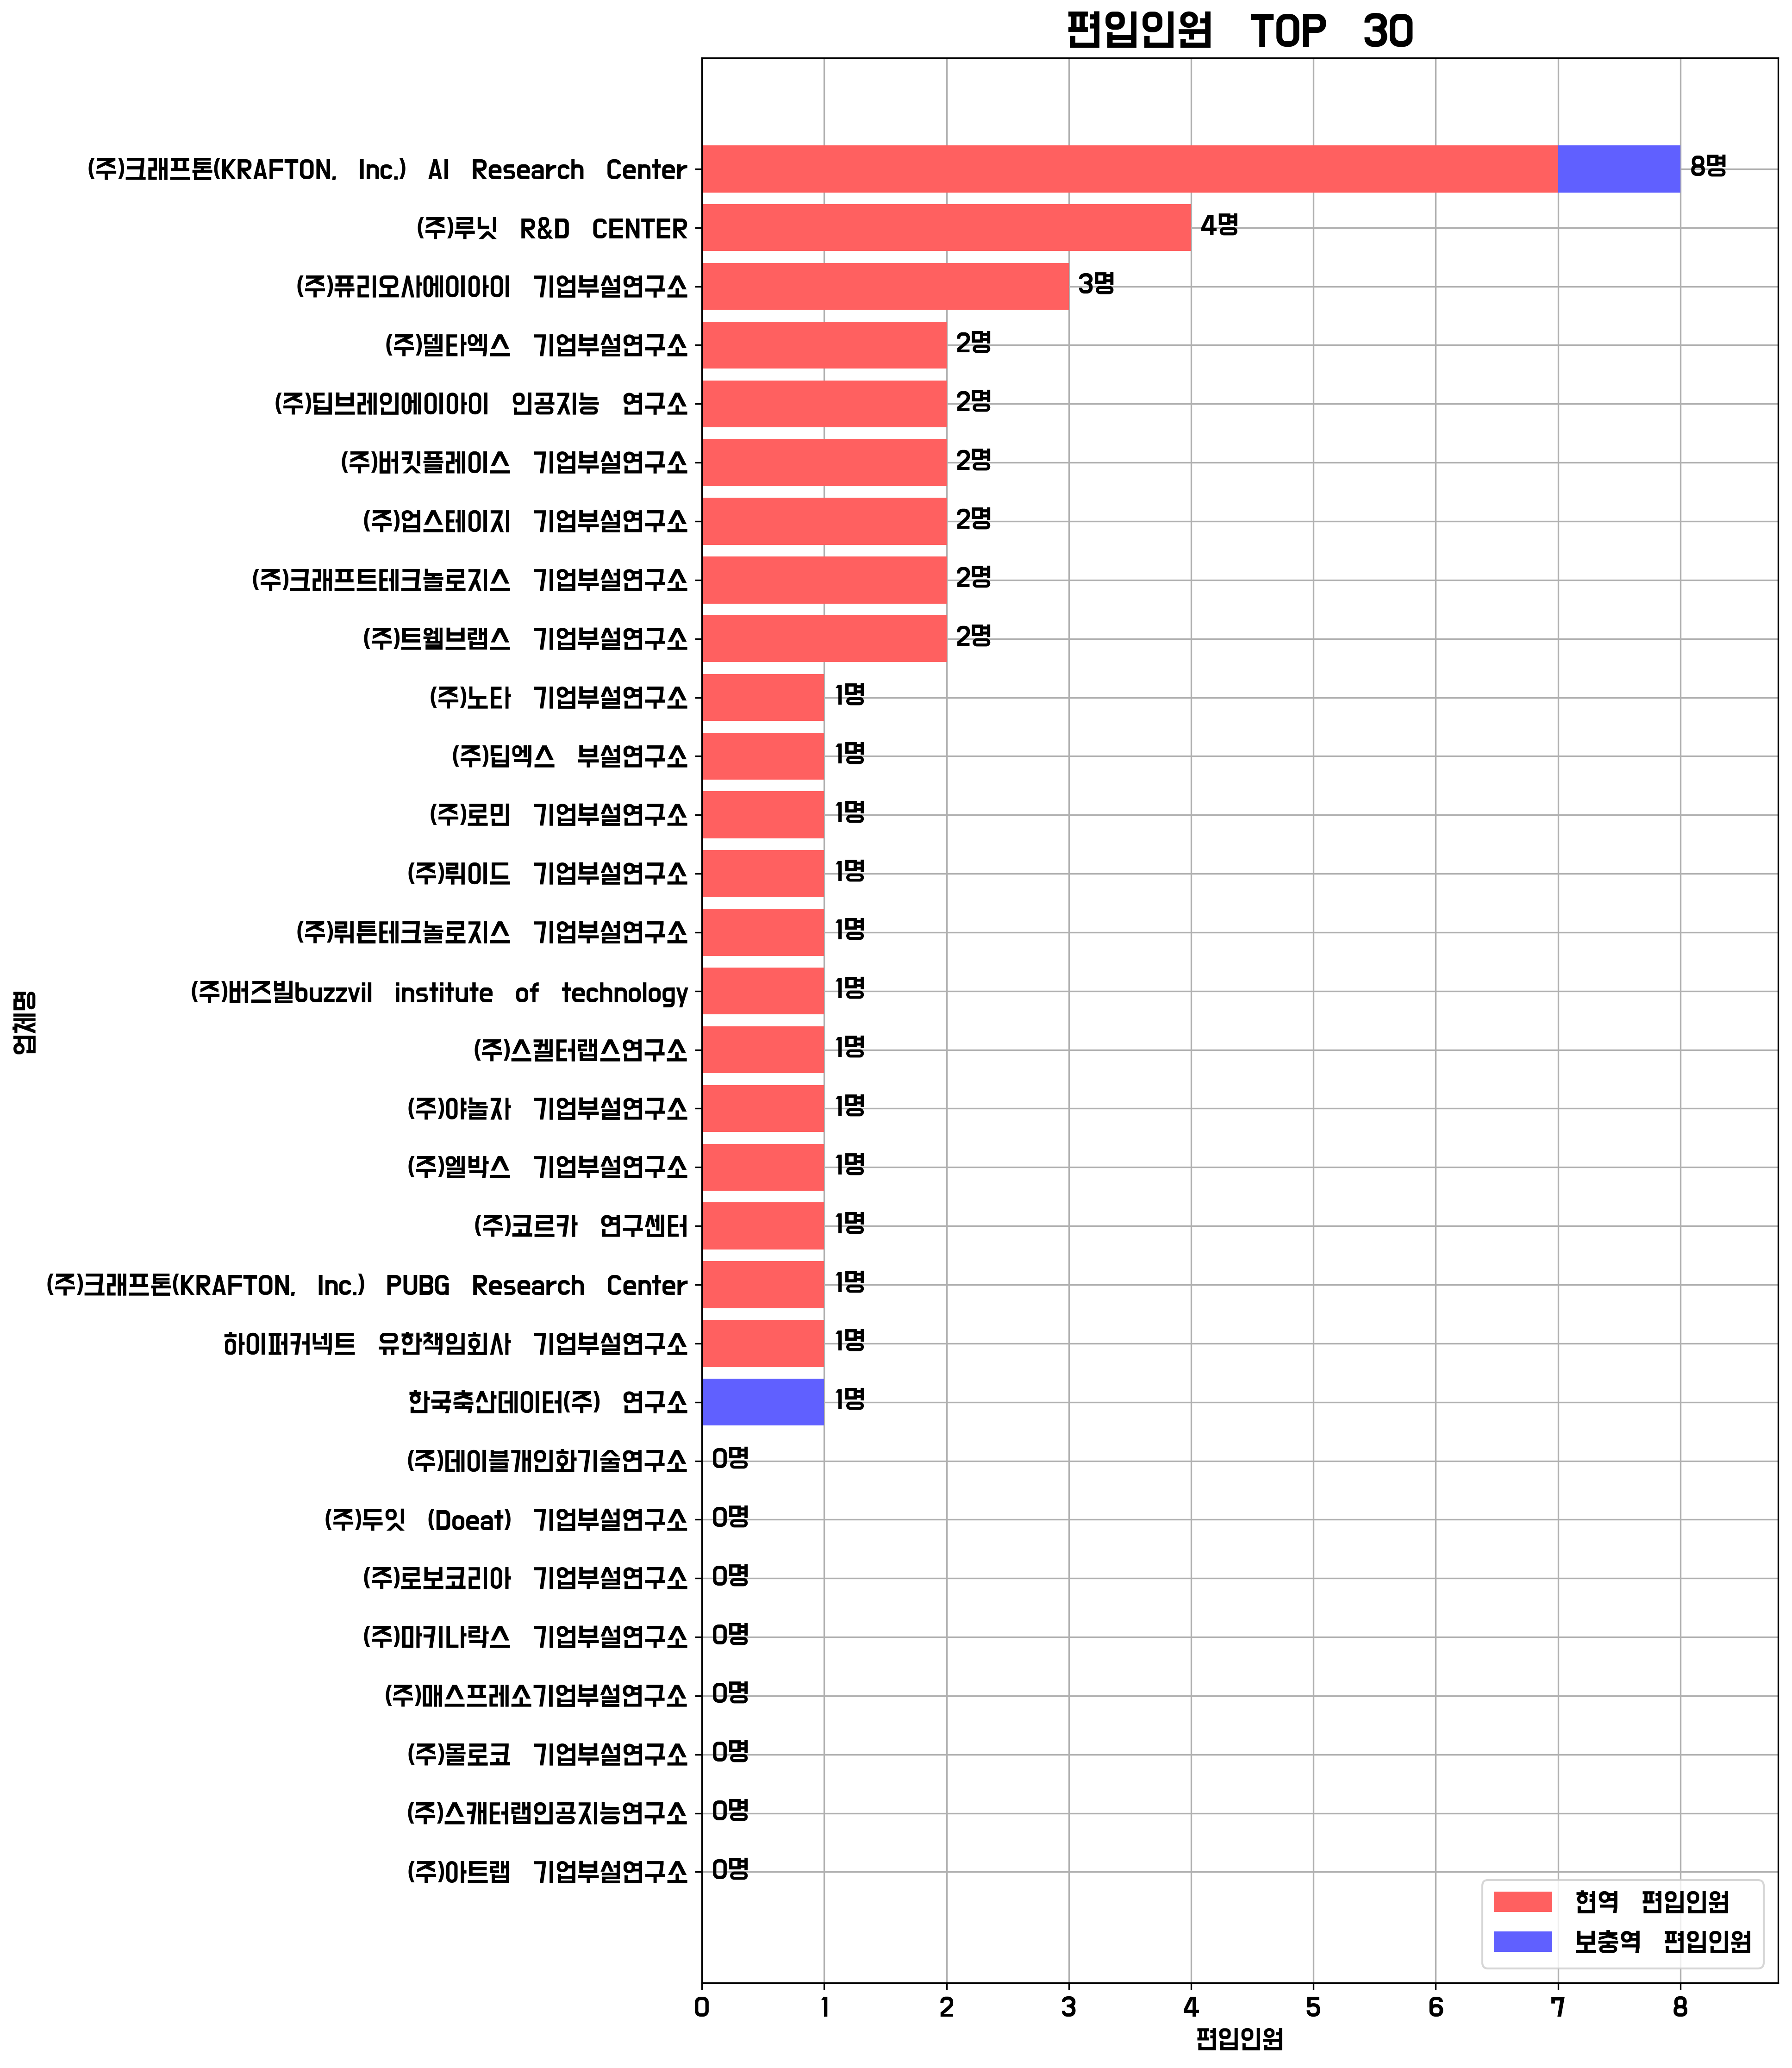 편입인원 TOP 30
(주)크래프톤(KRAFTON, Inc.) AI Research Center 8명
(주)루닛 R&D CENTER 4명
(주)퓨리오사에이아이 기업부설연구소 3명
(주)델타엑스 기업부설연구소 2명
(주)딥브레인에이아이 인공지능 연구소 2명
(주)버킷플레이스 기업부설연구소 2명
(주)업스테이지 기업부설연구소 2명
(주)크래프트테크놀로지스 기업부설연구소 2명
(주)트웰브랩스 기업부설연구소 2명
(주)노타 기업부설연구소 1명
(주)딥엑스 부설연구소 1명
(주)로민 기업부설연구소 1명
(주)뤼이드 기업부설연구소 1명
(주)뤼튼테크놀로지스 기업부설연구소 1명
(주)버즈빌buzzvil institute of technology 1명
(주)스켈터랩스연구소 1명
(주)야놀자 기업부설연구소 1명
(주)엘박스 기업부설연구소 1명
(주)코르카 연구센터 1명
(주)크래프톤(KRAFTON, Inc.) PUBG Research Center 1명
하이퍼커넥트 유한책임회사 기업부설연구소 1명
한국축산데이터(주) 연구소 1명
(주)데이블개인화기술연구소 0명
(주)두잇 (Doeat) 기업부설연구소 0명
(주)로보코리아 기업부설연구소 0명
(주)마키나락스 기업부설연구소 0명
(주)매스프레소기업부설연구소 0명
(주)몰로코 기업부설연구소 0명
(주)스캐터랩인공지능연구소 0명
(주)아트랩 기업부설연구소 0명
업체명
현역 편입인원
보충역 편입인원
0 1 2 3 4 5 6 7 8
편입인원